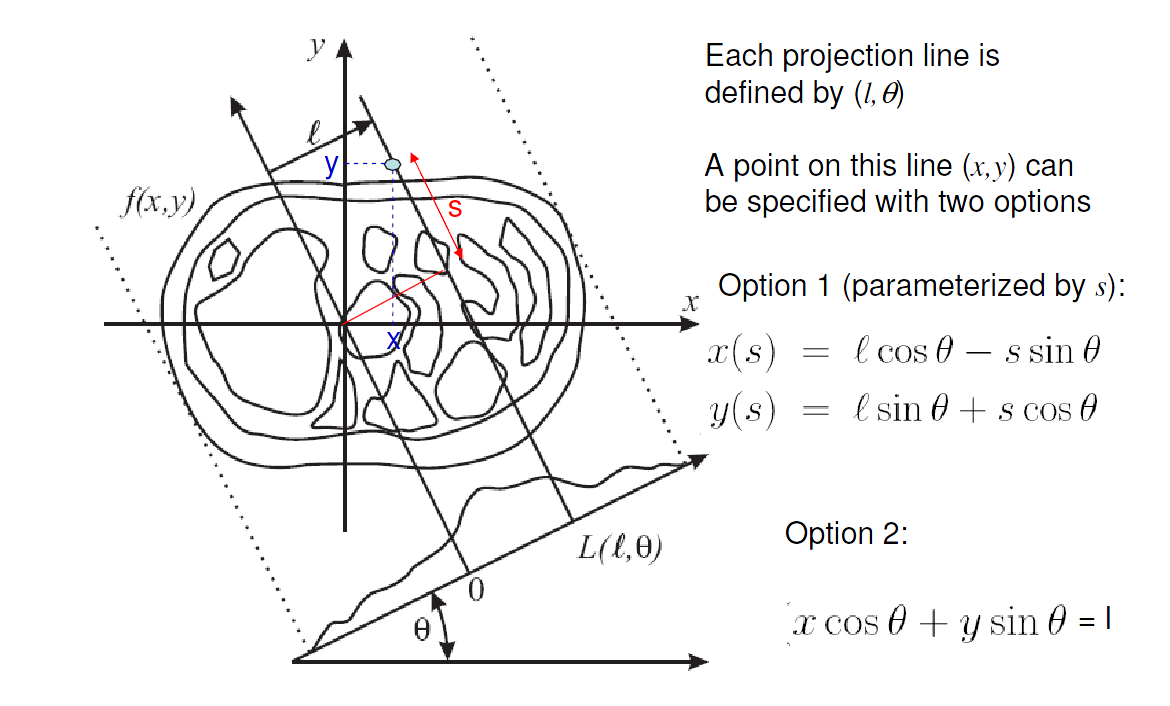 y
ℓ
y
f(x,y)
s
x
x
L(ℓ,θ)
0
θ
Each projection line is
defined by (l, θ)
A point on this line (x,y) can
be specified with two options
Option 1 (parameterized by s):
x(s) = ℓ cos θ − s sin θ
y(s) = ℓ sin θ + s cos θ
Option 2:
x cos θ + y sin θ = l